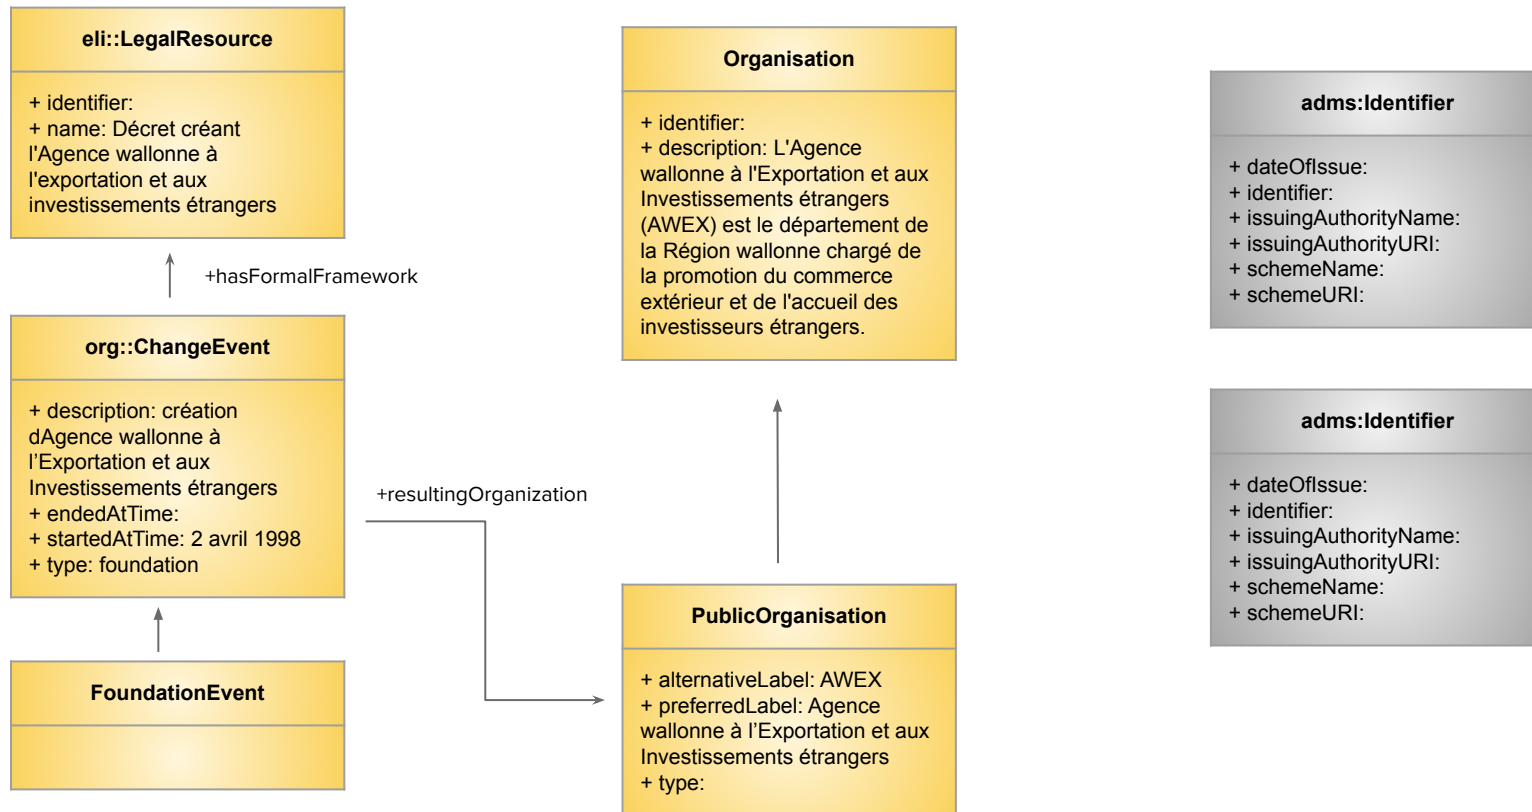 eli::LegalResource
+ identifier:
+ name: Décret créant
l'Agence wallonne à
l'exportation et aux
investissements étrangers
+hasFormalFramework
org::ChangeEvent
+ description: création
dAgence wallonne à
l’Exportation et aux
Investissements étrangers
+ endedAtTime:
+ startedAtTime: 2 avril 1998
+ type: foundation
FoundationEvent
+resultingOrganization
Organisation
+ identifier:
+ description: L'Agence
wallonne à l'Exportation et aux
Investissements étrangers
(AWEX) est le département de
la Région wallonne chargé de
la promotion du commerce
extérieur et de l'accueil des
investisseurs étrangers.
PublicOrganisation
+ alternativeLabel: AWEX
+ preferredLabel: Agence
wallonne à l’Exportation et aux
Investissements étrangers
+ type:
adms:Identifier
+ dateOfIssue:
+ identifier:
+ issuingAuthorityName:
+ issuingAuthorityURI:
+ schemeName:
+ schemeURI:
adms:Identifier
+ dateOfIssue:
+ identifier:
+ issuingAuthorityName:
+ issuingAuthorityURI:
+ schemeName:
+ schemeURI: